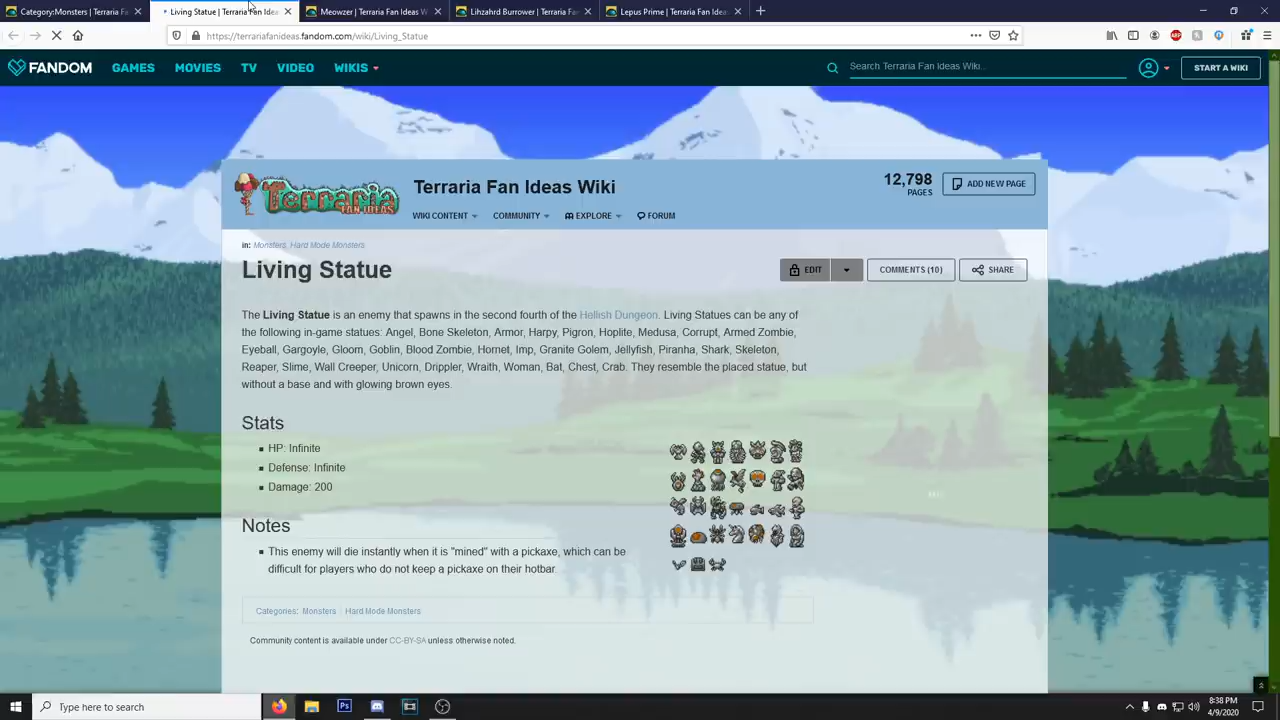 Category:Monsters | Terraria Fan
Living Statue | Terraria Fan Idea
Meowzer | Terraria Fan Ideas W
Lihzahrd Burrower | Terraria Fan
Lepus Prime | Terraria Fan Ideas
https://terrariafanideas.fandom.com/wiki/Living_Statue
FANDOM
GAMES
MOVIES
TV
VIDEO
WIKIS
Search Terraria Fan Ideas Wiki...
START A WIKI
Terraria
FAN IDEAS
Terraria Fan Ideas Wiki
12,798
PAGES
ADD NEW PAGE
WIKI CONTENT
COMMUNITY
EXPLORE
FORUM
in: Monsters, Hard Mode Monsters
Living Statue
EDIT
COMMENTS (10)
SHARE
The Living Statue is an enemy that spawns in the second fourth of the Hellish Dungeon. Living Statues can be any
of the following in-game statues: Angel, Bone Skeleton, Armor, Harpy, Pigron, Hoplite, Medusa, Corrupt, Armed Zombie,
Eyeball, Gargoyle, Gloom, Goblin, Blood Zombie, Hornet, Imp, Granite Golem, Jellyfish, Piranha, Shark, Skeleton,
Reaper, Slime, Wall Creeper, Unicorn, Drippler, Wraith, Woman, Bat, Chest, Crab. They resemble the placed statue, but
without a base and with glowing brown eyes.
Stats
HP: Infinite
Defense: Infinite
Damage: 200
Notes
This enemy will die instantly when it is "mined" with a pickaxe, which can be
difficult for players who do not keep a pickaxe on their hotbar.
Categories: Monsters | Hard Mode Monsters
Community content is available under CC-BY-SA unless otherwise noted.
Type here to search
8:38 PM
4/9/2020